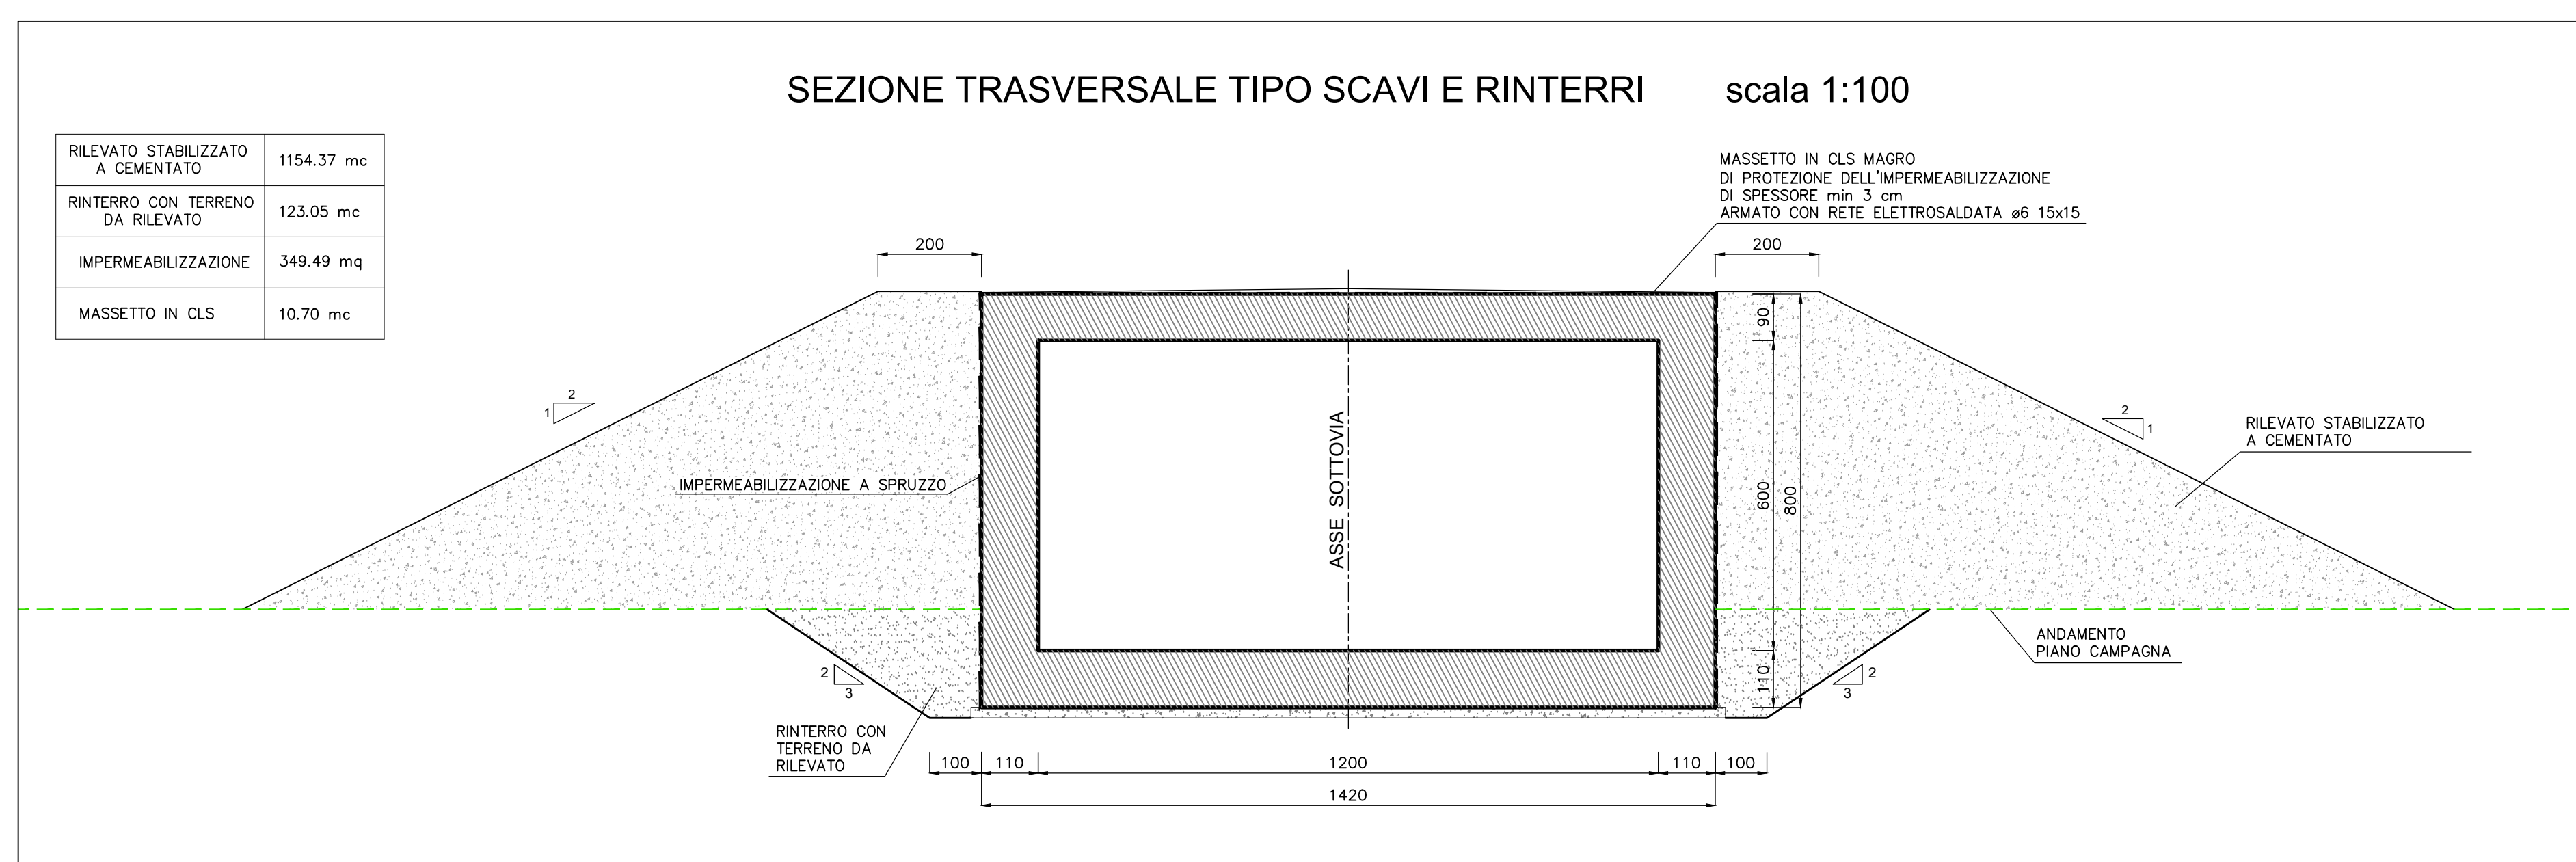 SEZIONE TRASVERSALE TIPO SCAVI E RINTERRI scala 1:100
RILEVATO STABILIZZATO
A CEMENTATO
1154.37 mc
RINTERRO CON TERRENO
DA RILEVATO
123.05 mc
IMPERMEABILIZZAZIONE
349.49 mq
MASSETTO IN CLS
10.70 mc
MASSETTO IN CLS MAGRO
DI PROTEZIONE DELL'IMPERMEABILIZZAZIONE
DI SPESSORE min 3 cm
ARMATO CON RETE ELETTROSALDATA ø6 15x15
200
200
90
600
800
110
2
1
2
1
RILEVATO STABILIZZATO
A CEMENTATO
IMPERMEABILIZZAZIONE A SPRUZZO
ASSE SOTTOVIA
ANDAMENTO
PIANO CAMPAGNA
2
3
2
3
RINTERRO CON
TERRENO DA
RILEVATO
100
110
1200
110
100
1420